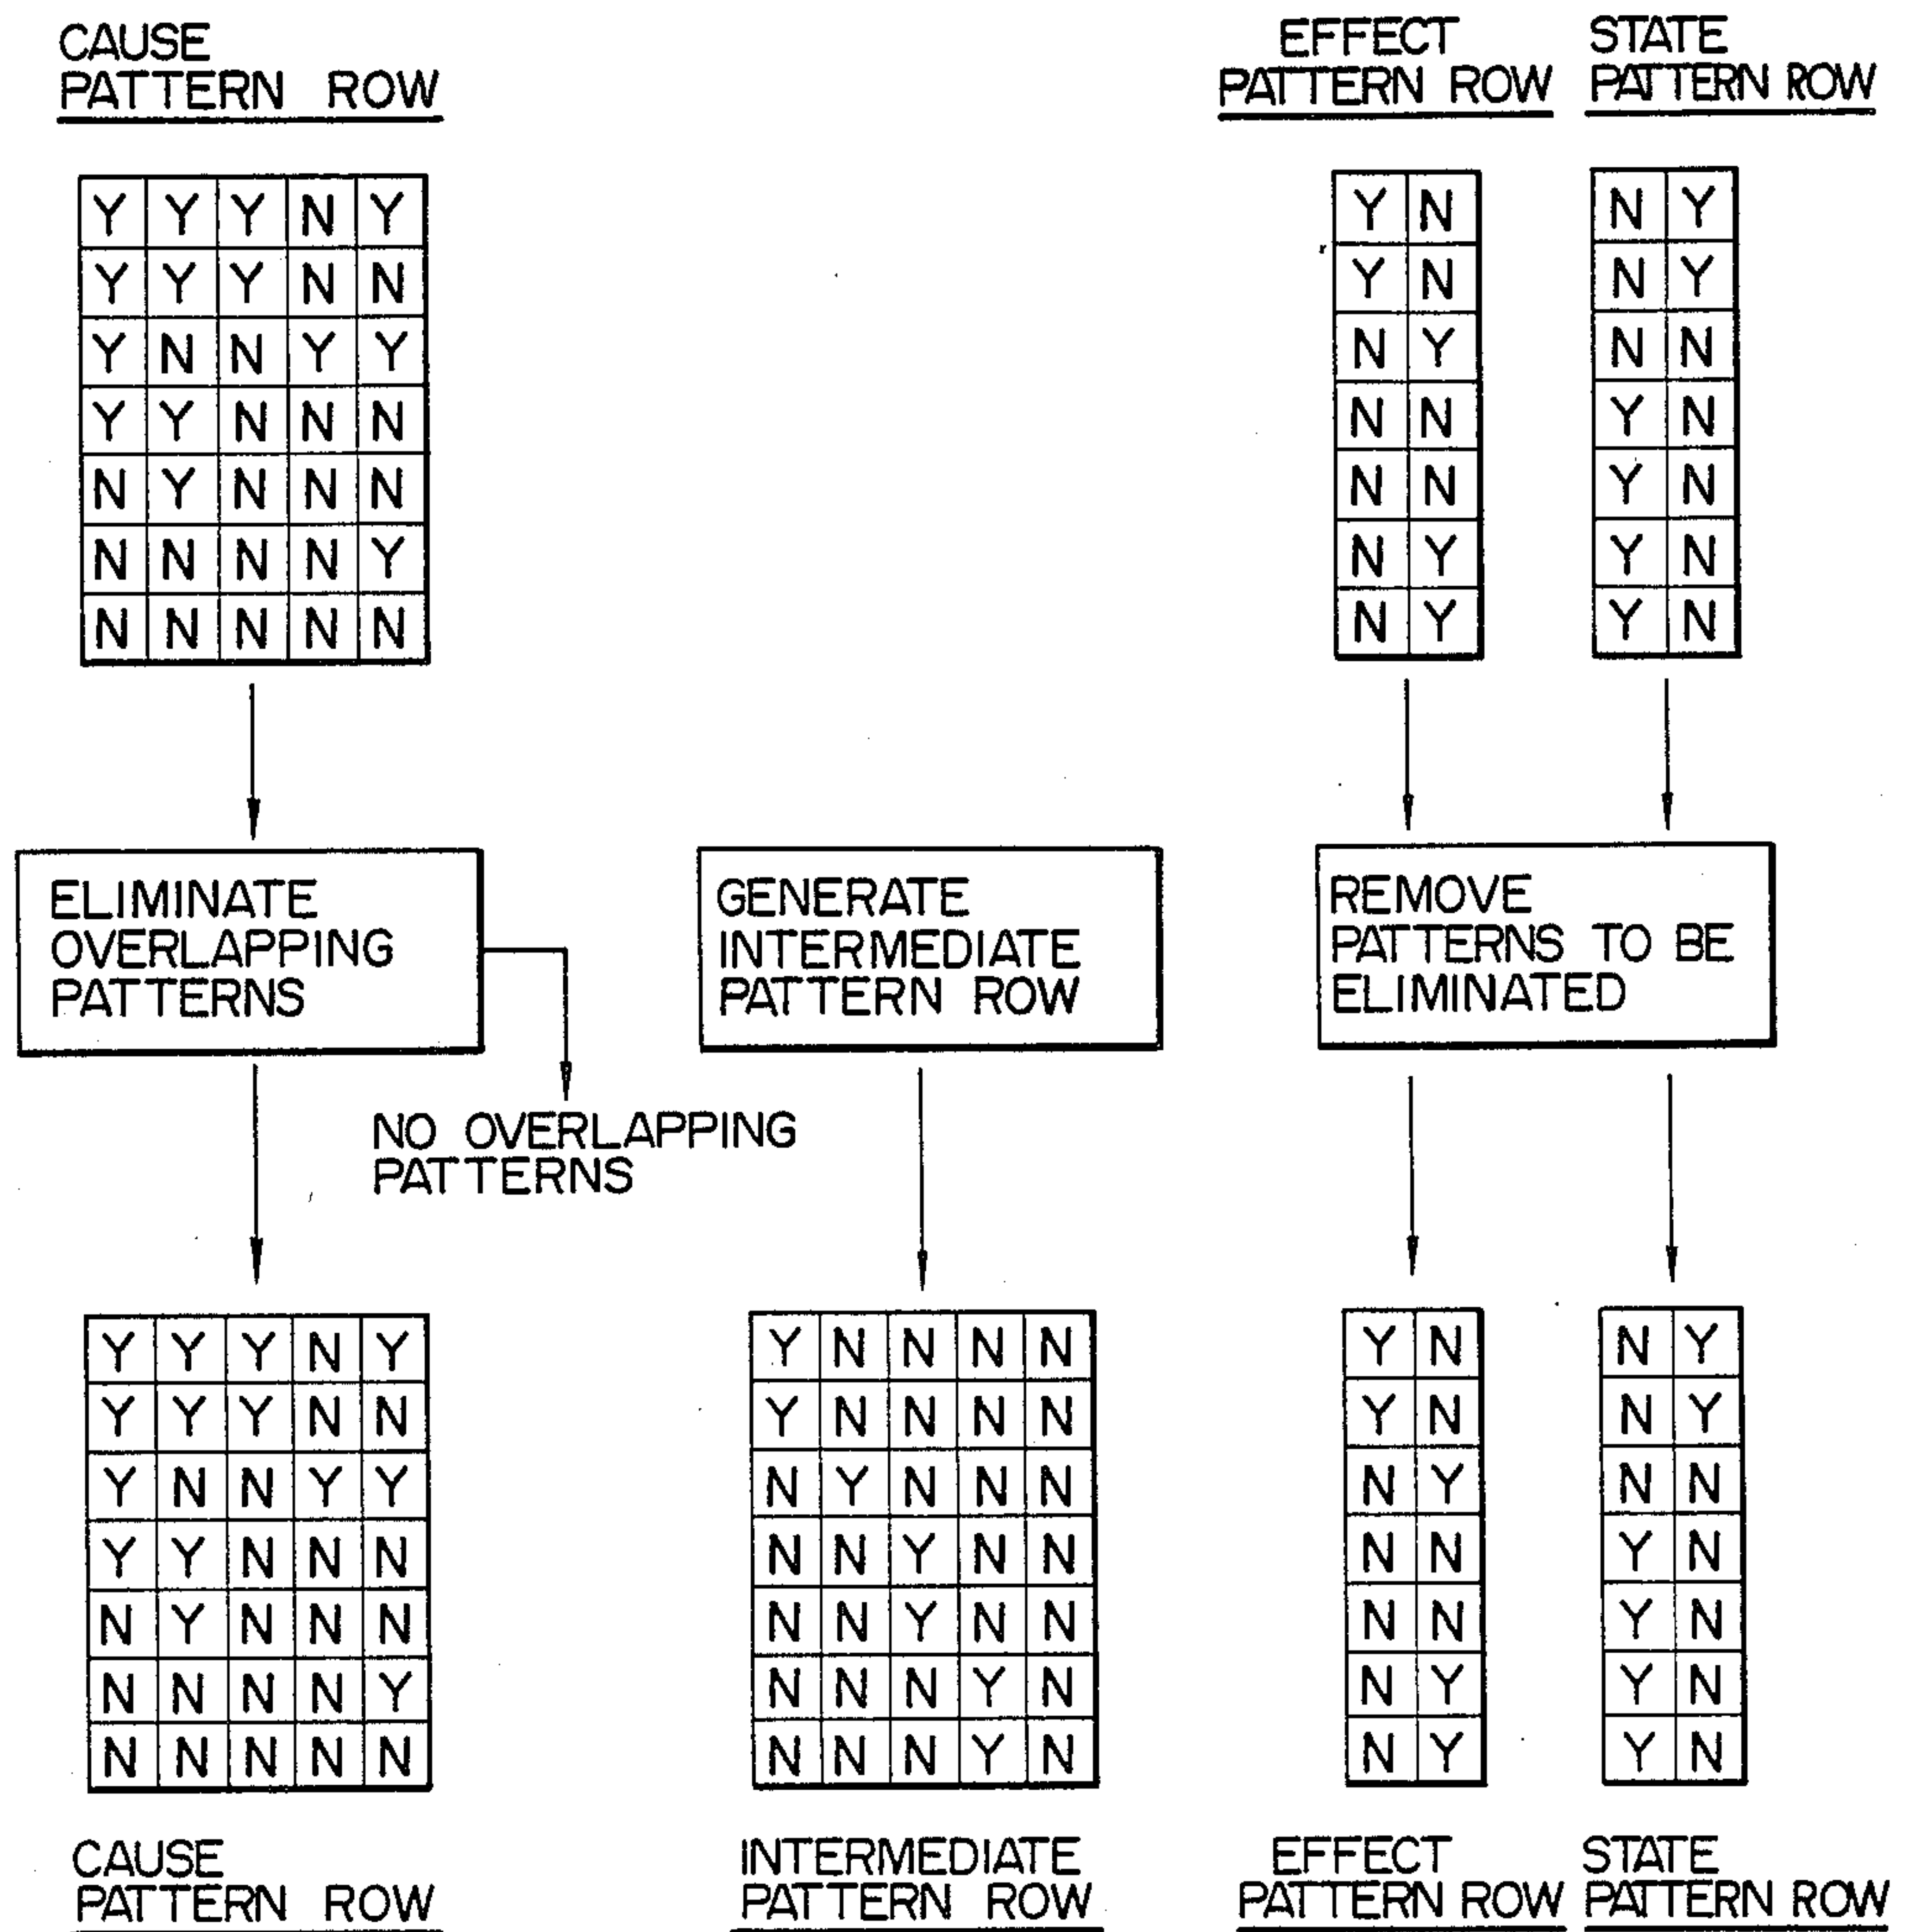 CAUSE
PATTERN ROW
EFFECT
PATTERN ROW
STATE
PATTERN ROW
Y Y Y N Y
Y Y Y N N
Y N N Y Y
Y Y N N N
N Y N N N
N N N N Y
N N N N N
Y N
Y N
N Y
N N
N N
N Y
N Y
N Y
N Y
N N
Y N
Y N
Y N
Y N
ELIMINATE
OVERLAPPING
PATTERNS
NO OVERLAPPING
PATTERNS
GENERATE
INTERMEDIATE
PATTERN ROW
REMOVE
PATTERNS TO BE
ELIMINATED
Y Y Y N Y
Y Y Y N N
Y N N Y Y
Y Y N N N
N Y N N N
N N N N Y
N N N N N
Y N N N N
Y N N N N
N Y N N N
N N Y N N
N N Y N N
N N N Y N
N N N Y N
Y N
Y N
N Y
N N
N N
N Y
N Y
N Y
N Y
N N
Y N
Y N
Y N
Y N
CAUSE
PATTERN ROW
INTERMEDIATE
PATTERN ROW
EFFECT
PATTERN ROW
STATE
PATTERN ROW